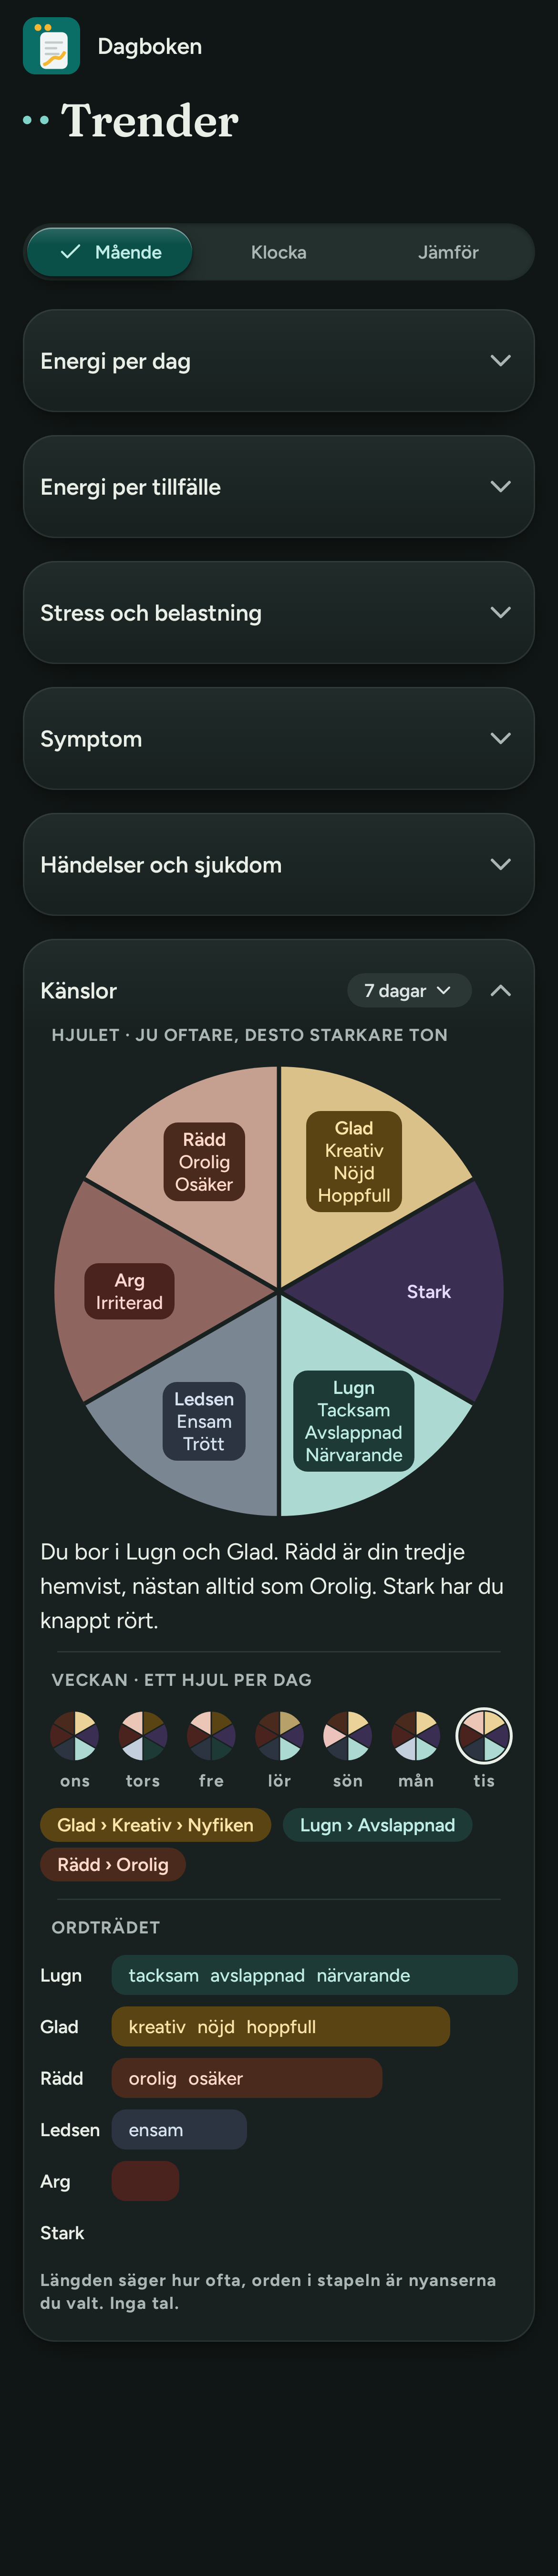 Dagboken
Trender
Mående
Klocka
Jämför
Energi per dag
Energi per tillfälle
Stress och belastning
Symptom
Händelser och sjukdom
Känslor
7 dagar
HJULET · JU OFTARE, DESTO STARKARE TON
Rädd
Orolig
Osäker
Glad
Kreativ
Nöjd
Hoppfull
Arg
Irriterad
Stark
Ledsen
Ensam
Trött
Lugn
Tacksam
Avslappnad
Närvarande
Du bor i Lugn och Glad. Rädd är din tredje
hemvist, nästan alltid som Orolig. Stark har du
knappt rört.
VECKAN · ETT HJUL PER DAG
ons tors fre lör sön mån tis
Glad › Kreativ › Nyfiken
Lugn › Avslappnad
Rädd › Orolig
ORDTRÄDET
Lugn tacksam avslappnad närvarande
Glad kreativ nöjd hoppfull
Rädd orolig osäker
Ledsen ensam
Arg
Stark
Längden säger hur ofta, orden i stapeln är nyanserna
du valt. Inga tal.